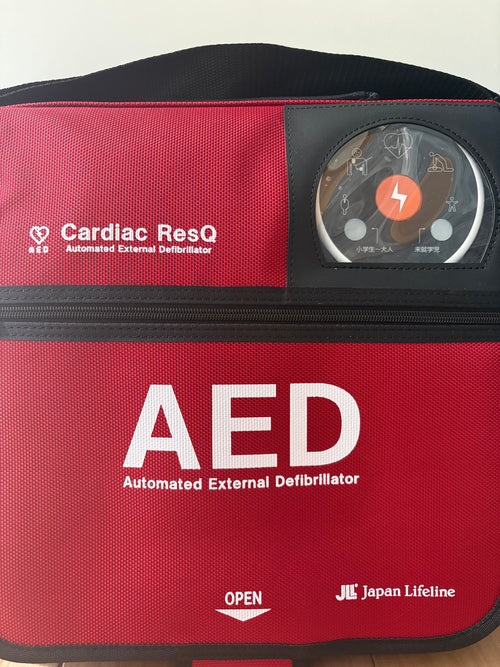 AED
Cardiac ResQ
Automated External Defibrillator
小学生~大人
未就学児
AED
Automated External Defibrillator
OPEN
JLL Japan Lifeline